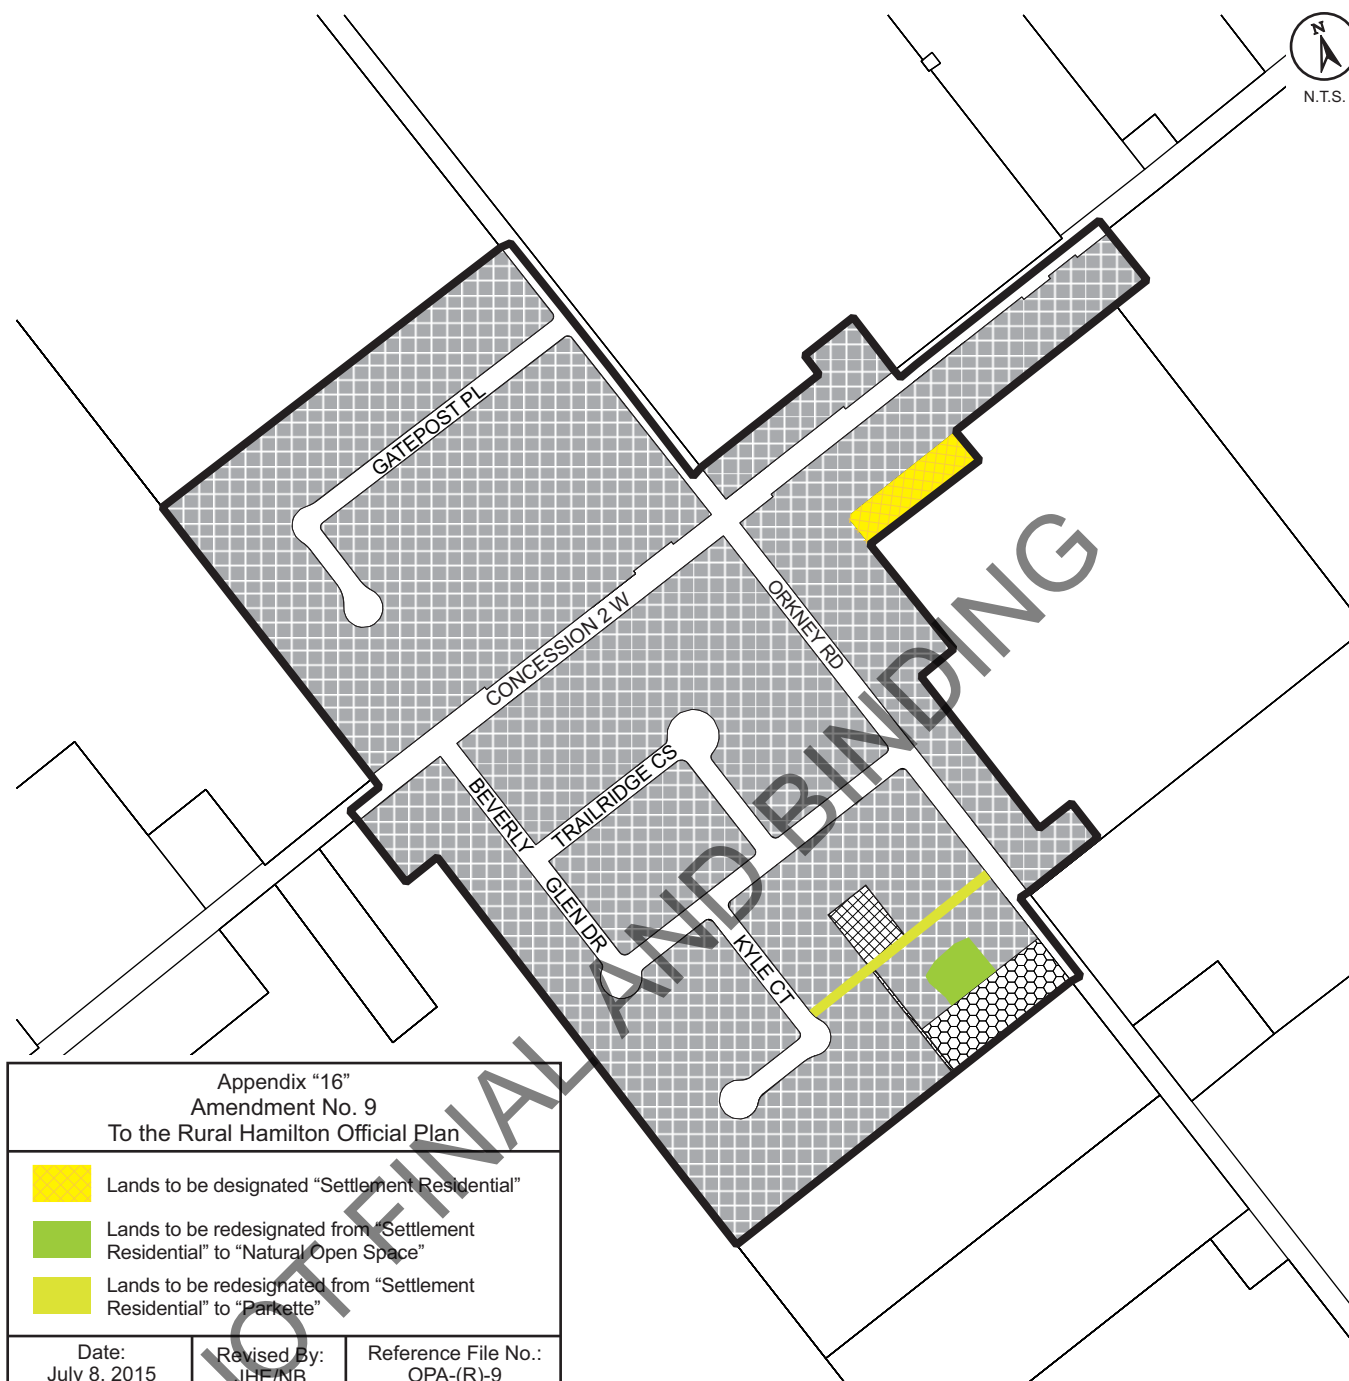 N
N.T.S.
GATEPOST PL
CONCESSION 2 W
ORKNEY RD
TRAILRIDGE CS
BEVERLY
GLEN DR
KYLE CT
NOT FINAL AND BINDING
Appendix “16”
Amendment No. 9
To the Rural Hamilton Official Plan
Lands to be designated “Settlement Residential”
Lands to be redesignated from “Settlement
Residential” to “Natural Open Space”
Lands to be redesignated from “Settlement
Residential” to “Parkette”
Date:
July 8, 2015
Revised By:
JHE/NB
Reference File No.:
OPA-(R)-9